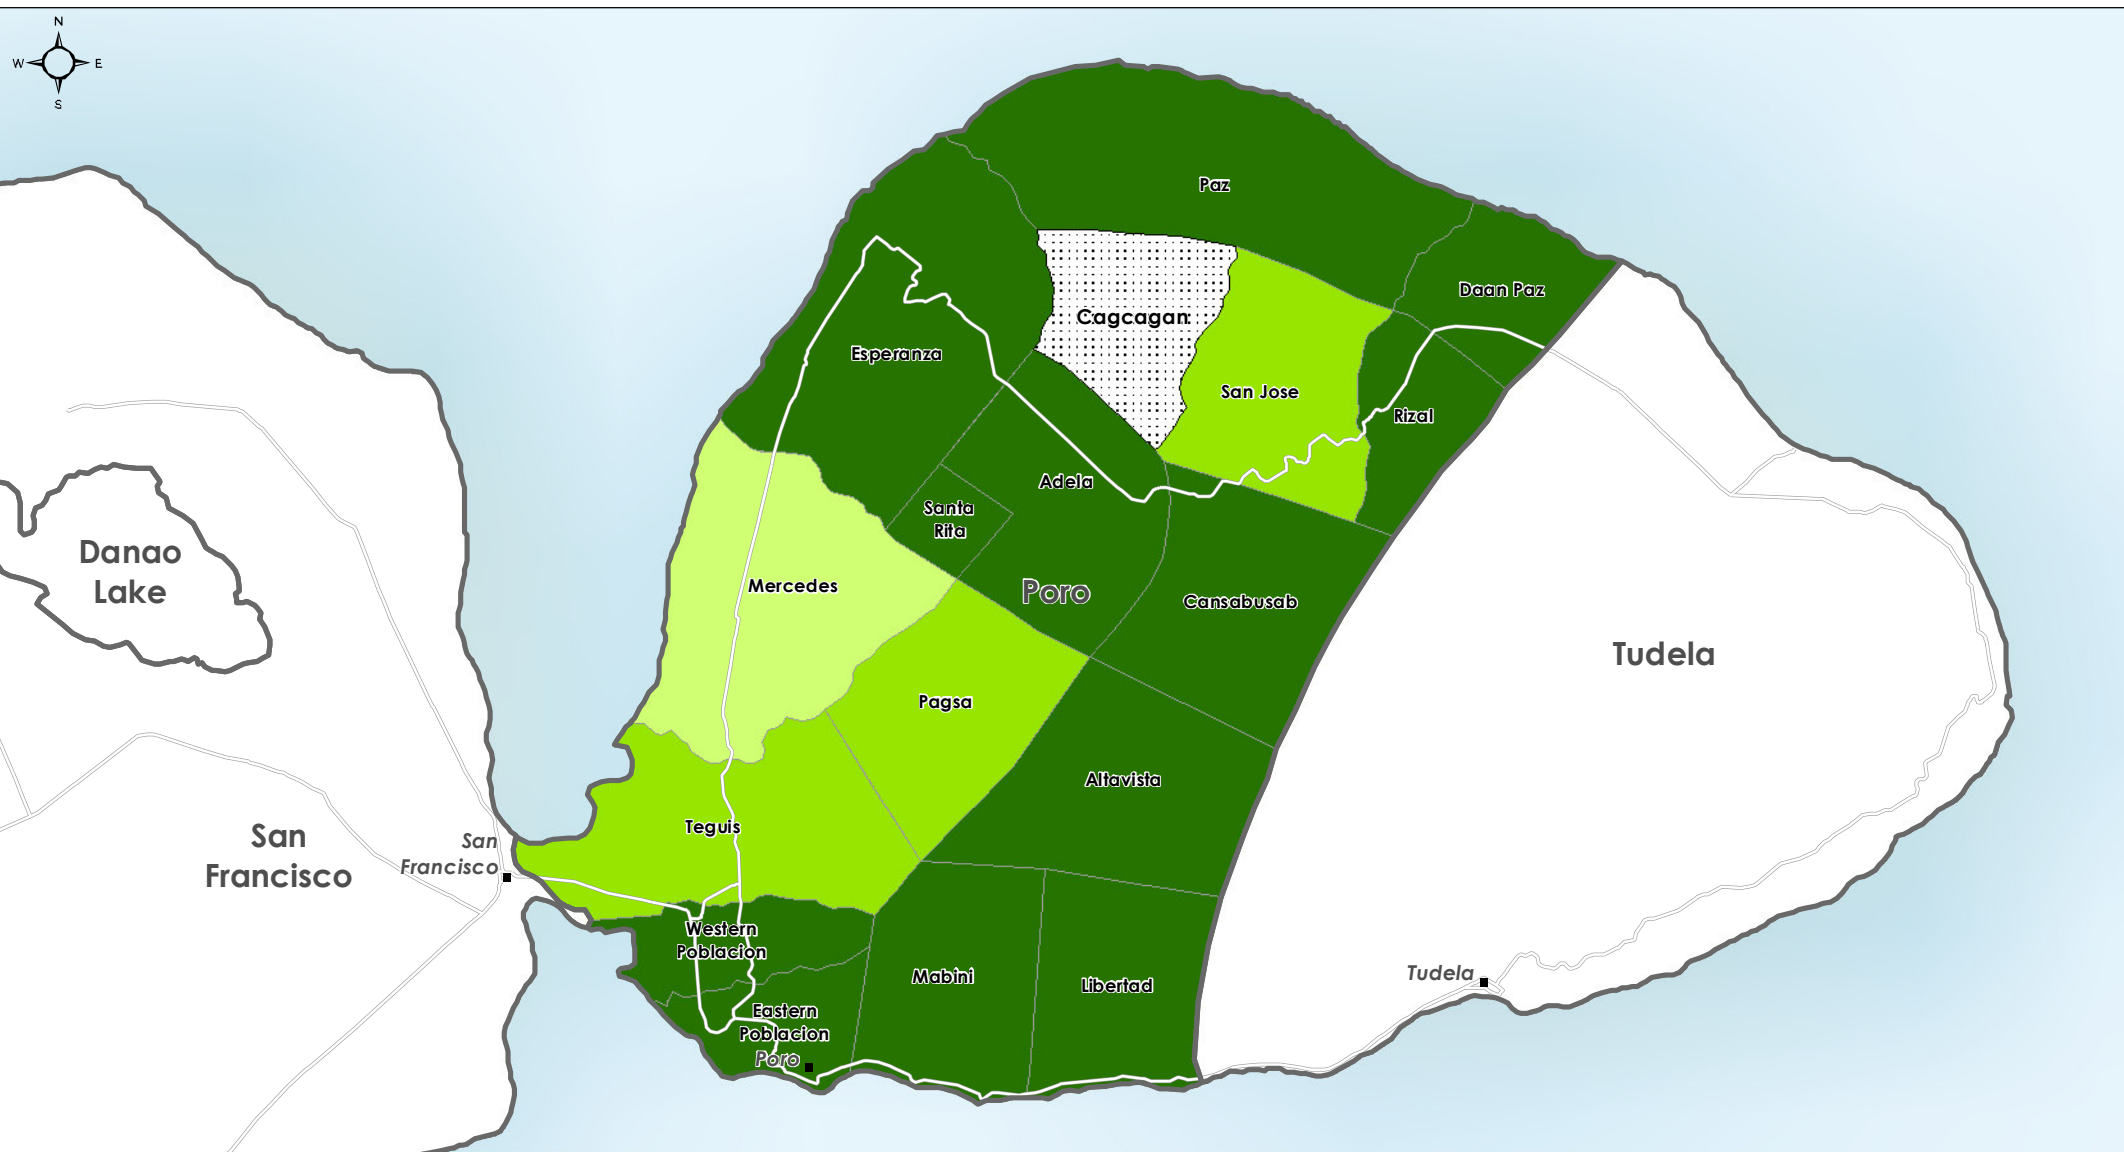 N
W
E
S
Paz
Daan Paz
Cagcagan
Esperanza
San Jose
Rizal
Adela
Santa
Rita
Danao
Lake
Mercedes
Poro
Cansabusab
Tudela
Pagsa
Altavista
Teguis
San
Francisco
San
Francisco
Western
Poblacion
Mabini
Libertad
Tudela
Eastern
Poblacion
Poro